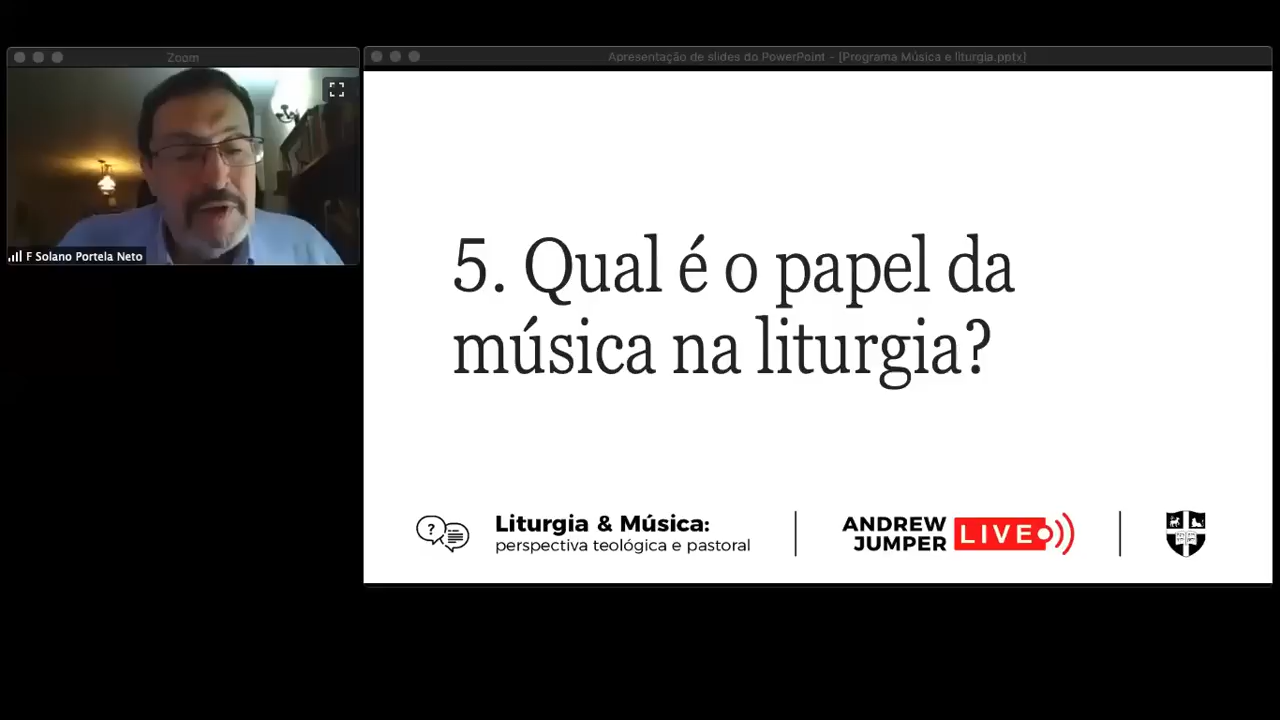 Zoom
Apresentação de slides do PowerPoint - [Programa Música e liturgia.pptx]
F Solano Portela Neto
5. Qual é o papel da
música na liturgia?
?
Liturgia & Música:
perspectiva teológica e pastoral
ANDREW
JUMPER
LIVE